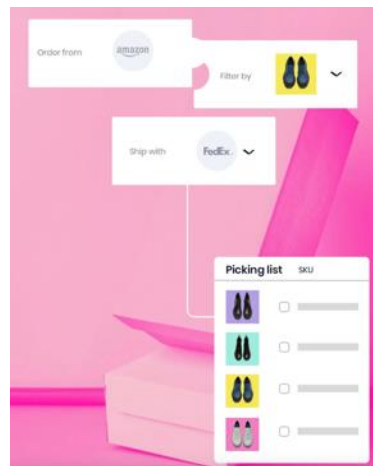 Order from
amazon
Filter by
Ship with
FedEx.
Picking list
SKU